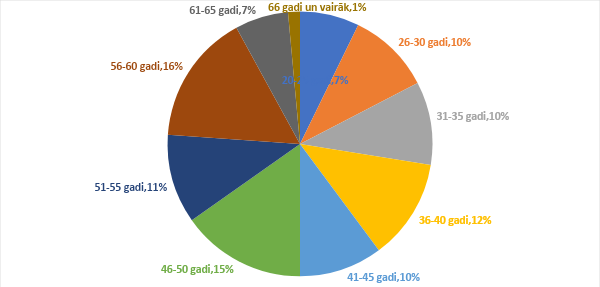 66 gadi un vairāk,1%
61-65 gadi,7%
26-30 gadi,10%
56-60 gadi,16%
,7%
31-35 gadi,10%
51-55 gadi,11%
36-40 gadi,12%
46-50 gadi,15%
41-45 gadi,10%